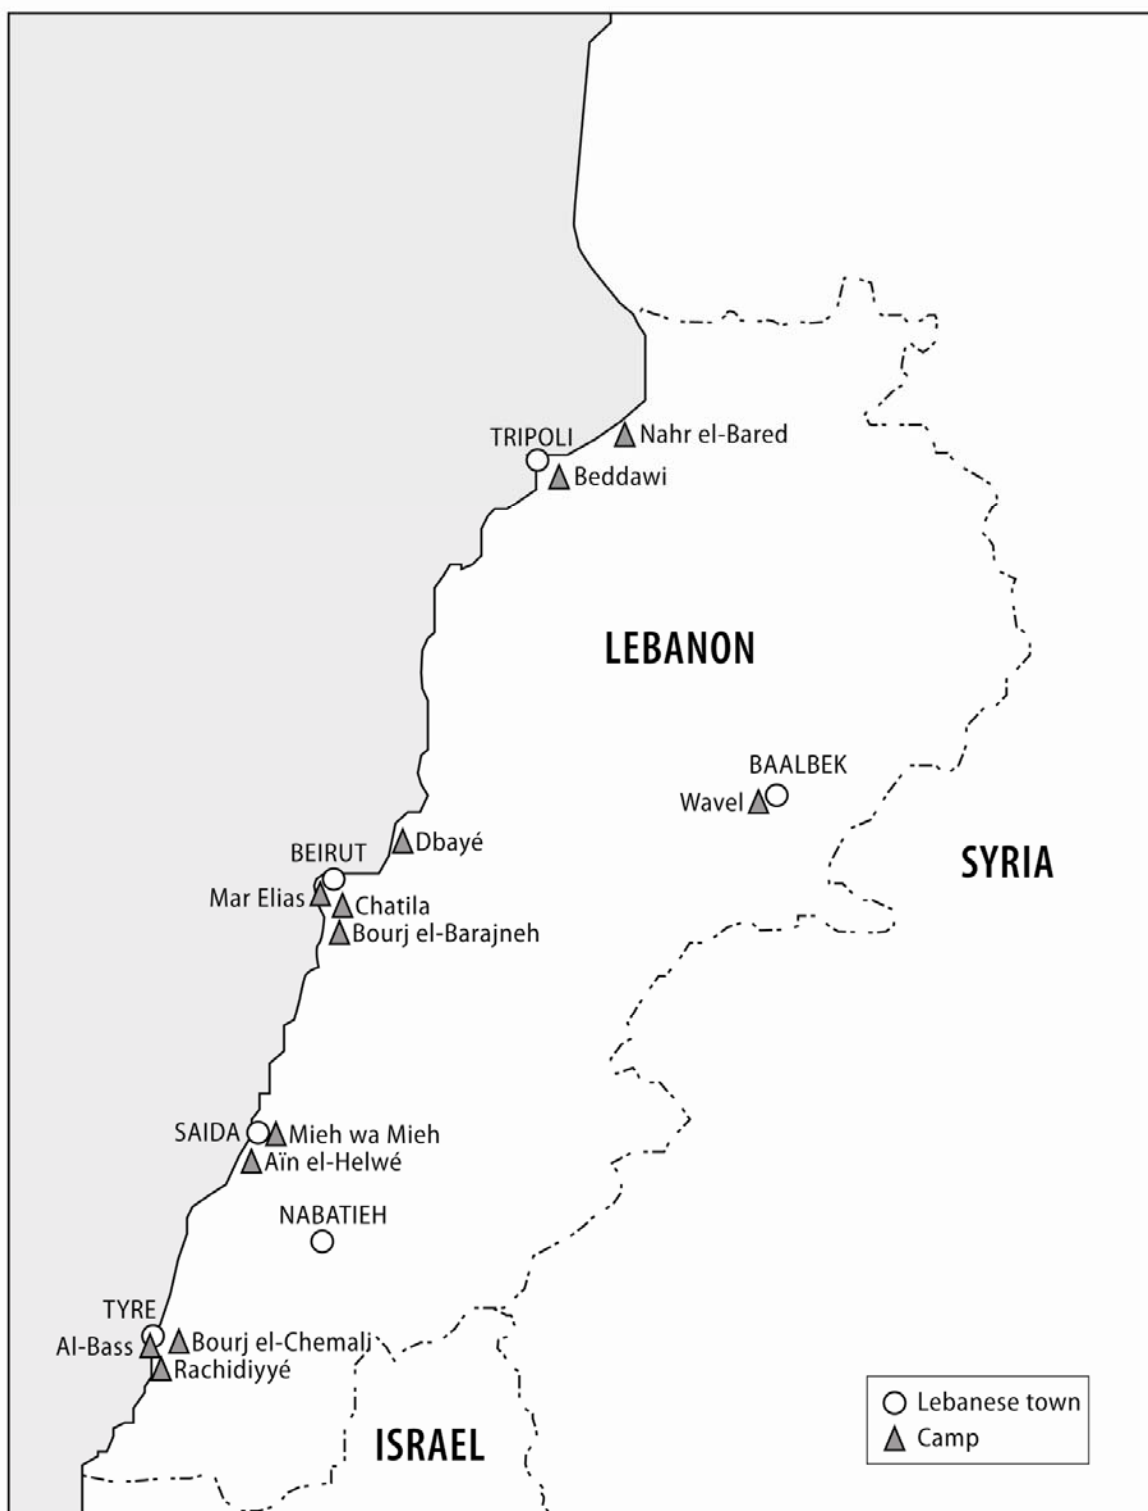 TRIPOLI
Nahr el-Bared
Beddawi
LEBANON
BAALBEK
Wavel
Dbayé
SYRIA
BEIRUT
Mar Elias
Chatila
Bourj el-Barajneh
SAIDA
Mieh wa Mieh
Aïn el-Helwé
NABATIEH
TYRE
Al-Bass
Bourj el-Chemali
Rachidiyyé
ISRAEL
Lebanese town
Camp